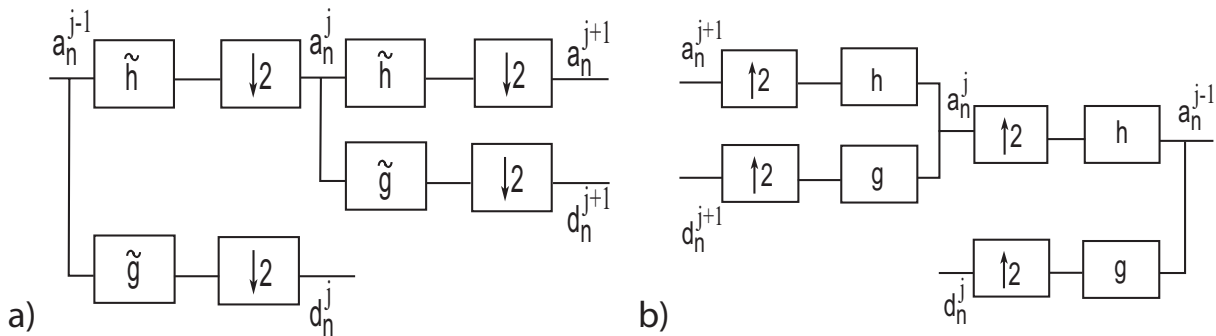 a_n^{j-1} h̃ ↓2 a_n^j h̃ ↓2 a_n^{j+1}
g̃ ↓2 d_n^{j+1}
g̃ ↓2 d_n^j
a)
a_n^{j+1} ↑2 h a_n^j ↑2 h a_n^{j-1}
d_n^{j+1} ↑2 g
d_n^j ↑2 g
b)